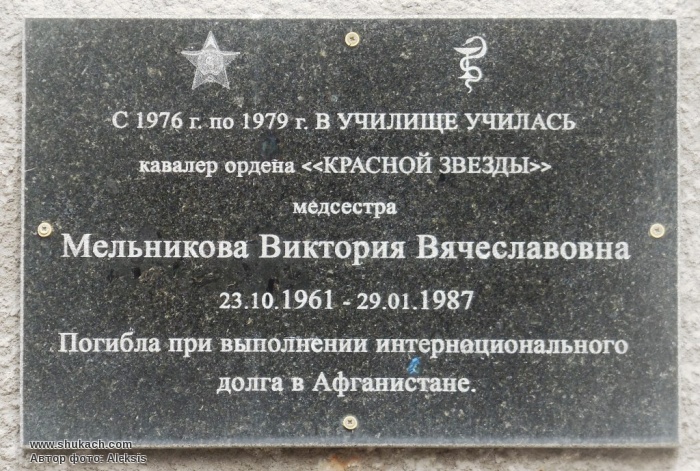 С 1976 г. по 1979 г. В УЧИЛИЩЕ УЧИЛАСЬ
кавалер ордена <<КРАСНОЙ ЗВЕЗДЫ>>
медсестра
Мельникова Виктория Вячеславовна
23.10.1961 - 29.01.1987
Погибла при выполнении интернационального
долга в Афганистане.
www.shukach.com
Автор фото: Aleksis